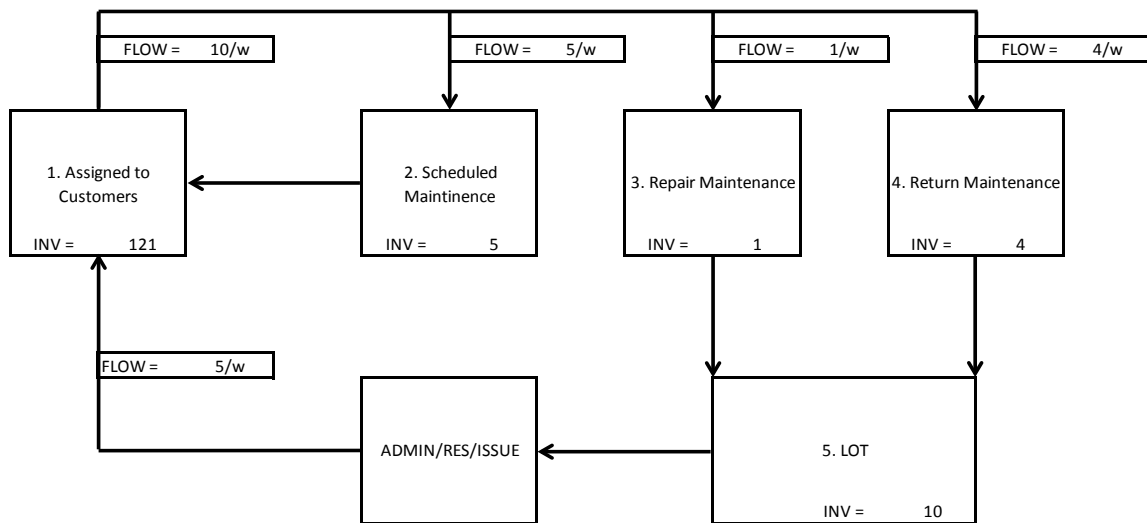 FLOW = 10/w
FLOW = 5/w
FLOW = 1/w
FLOW = 4/w
1. Assigned to
Customers
INV = 121
2. Scheduled
Maintinence
INV = 5
3. Repair Maintenance
INV = 1
4. Return Maintenance
INV = 4
FLOW = 5/w
ADMIN/RES/ISSUE
5. LOT
INV = 10